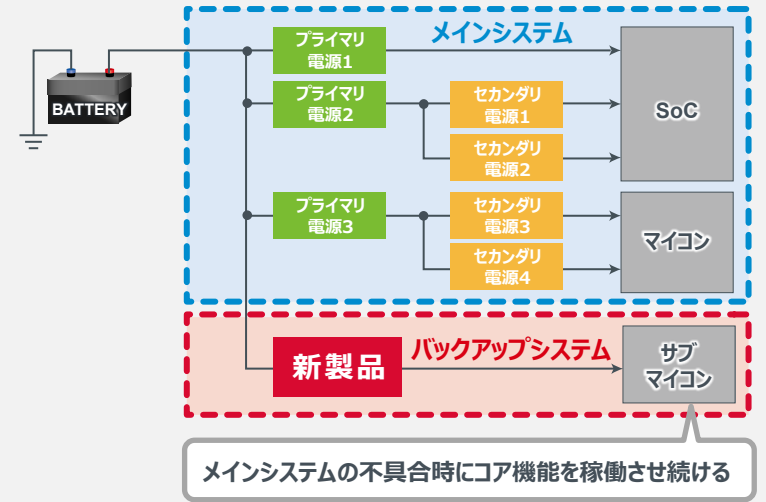 メインシステム
プライマリ
電源1
BATTERY
プライマリ
電源2
セカンダリ
電源1
SoC
セカンダリ
電源2
プライマリ
電源3
セカンダリ
電源3
マイコン
セカンダリ
電源4
バックアップシステム
新製品
サブ
マイコン
メインシステムの不具合時にコア機能を稼働させ続ける